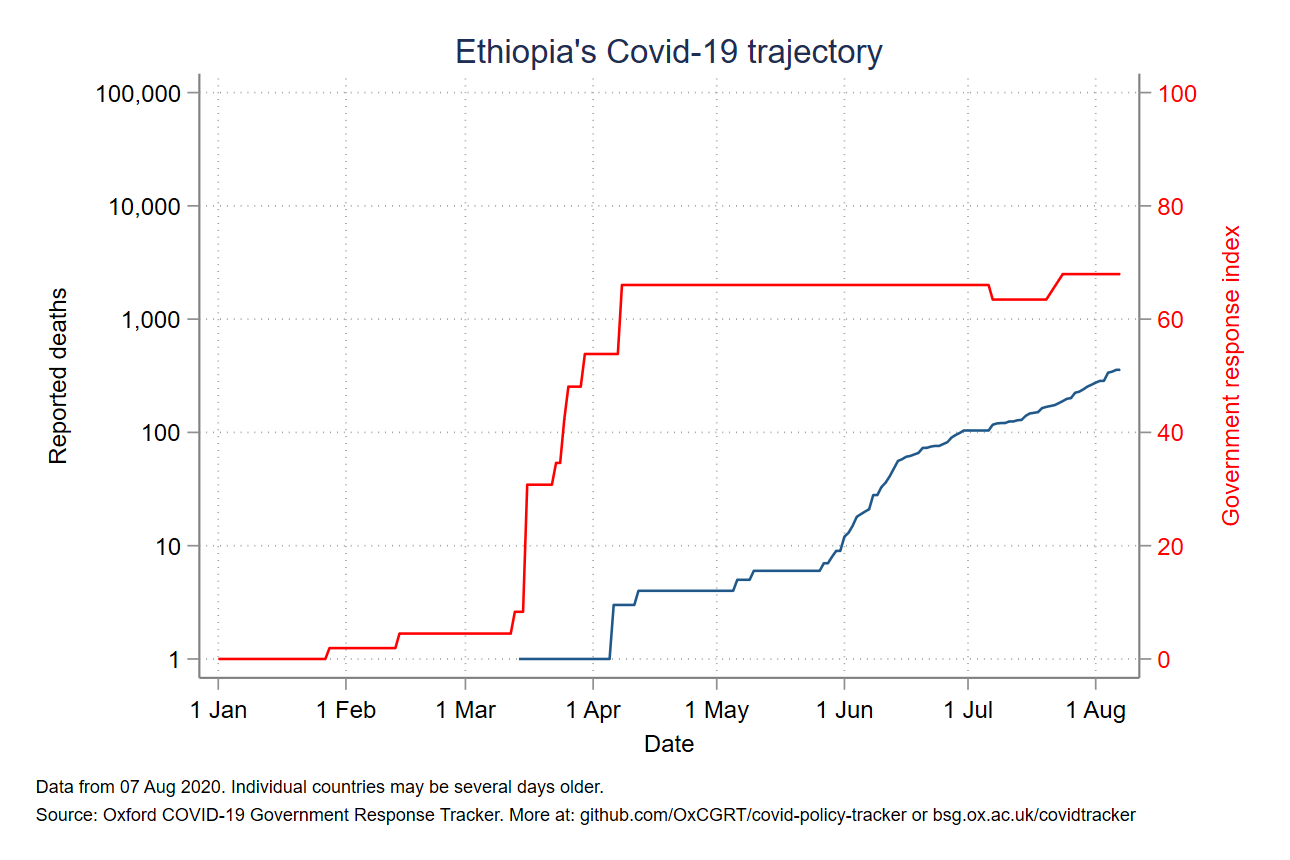 Ethiopia's Covid-19 trajectory
100,000
10,000
1,000
100
10
1
Reported deaths
100
80
60
40
20
0
Government response index
1 Jan 1 Feb 1 Mar 1 Apr 1 May 1 Jun 1 Jul 1 Aug
Date
Data from 07 Aug 2020. Individual countries may be several days older.
Source: Oxford COVID-19 Government Response Tracker. More at: github.com/OxCGRT/covid-policy-tracker or bsg.ox.ac.uk/covidtracker